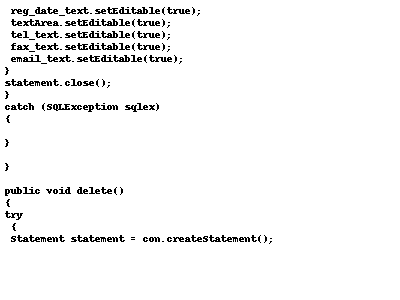 reg_date_text.setEditable(true);
textArea.setEditable(true);
tel_text.setEditable(true);
fax_text.setEditable(true);
email_text.setEditable(true);
}
statement.close();
}
catch (SQLException sqlex)
{
}
}
public void delete()
{
try
{
Statement statement = con.createStatement();